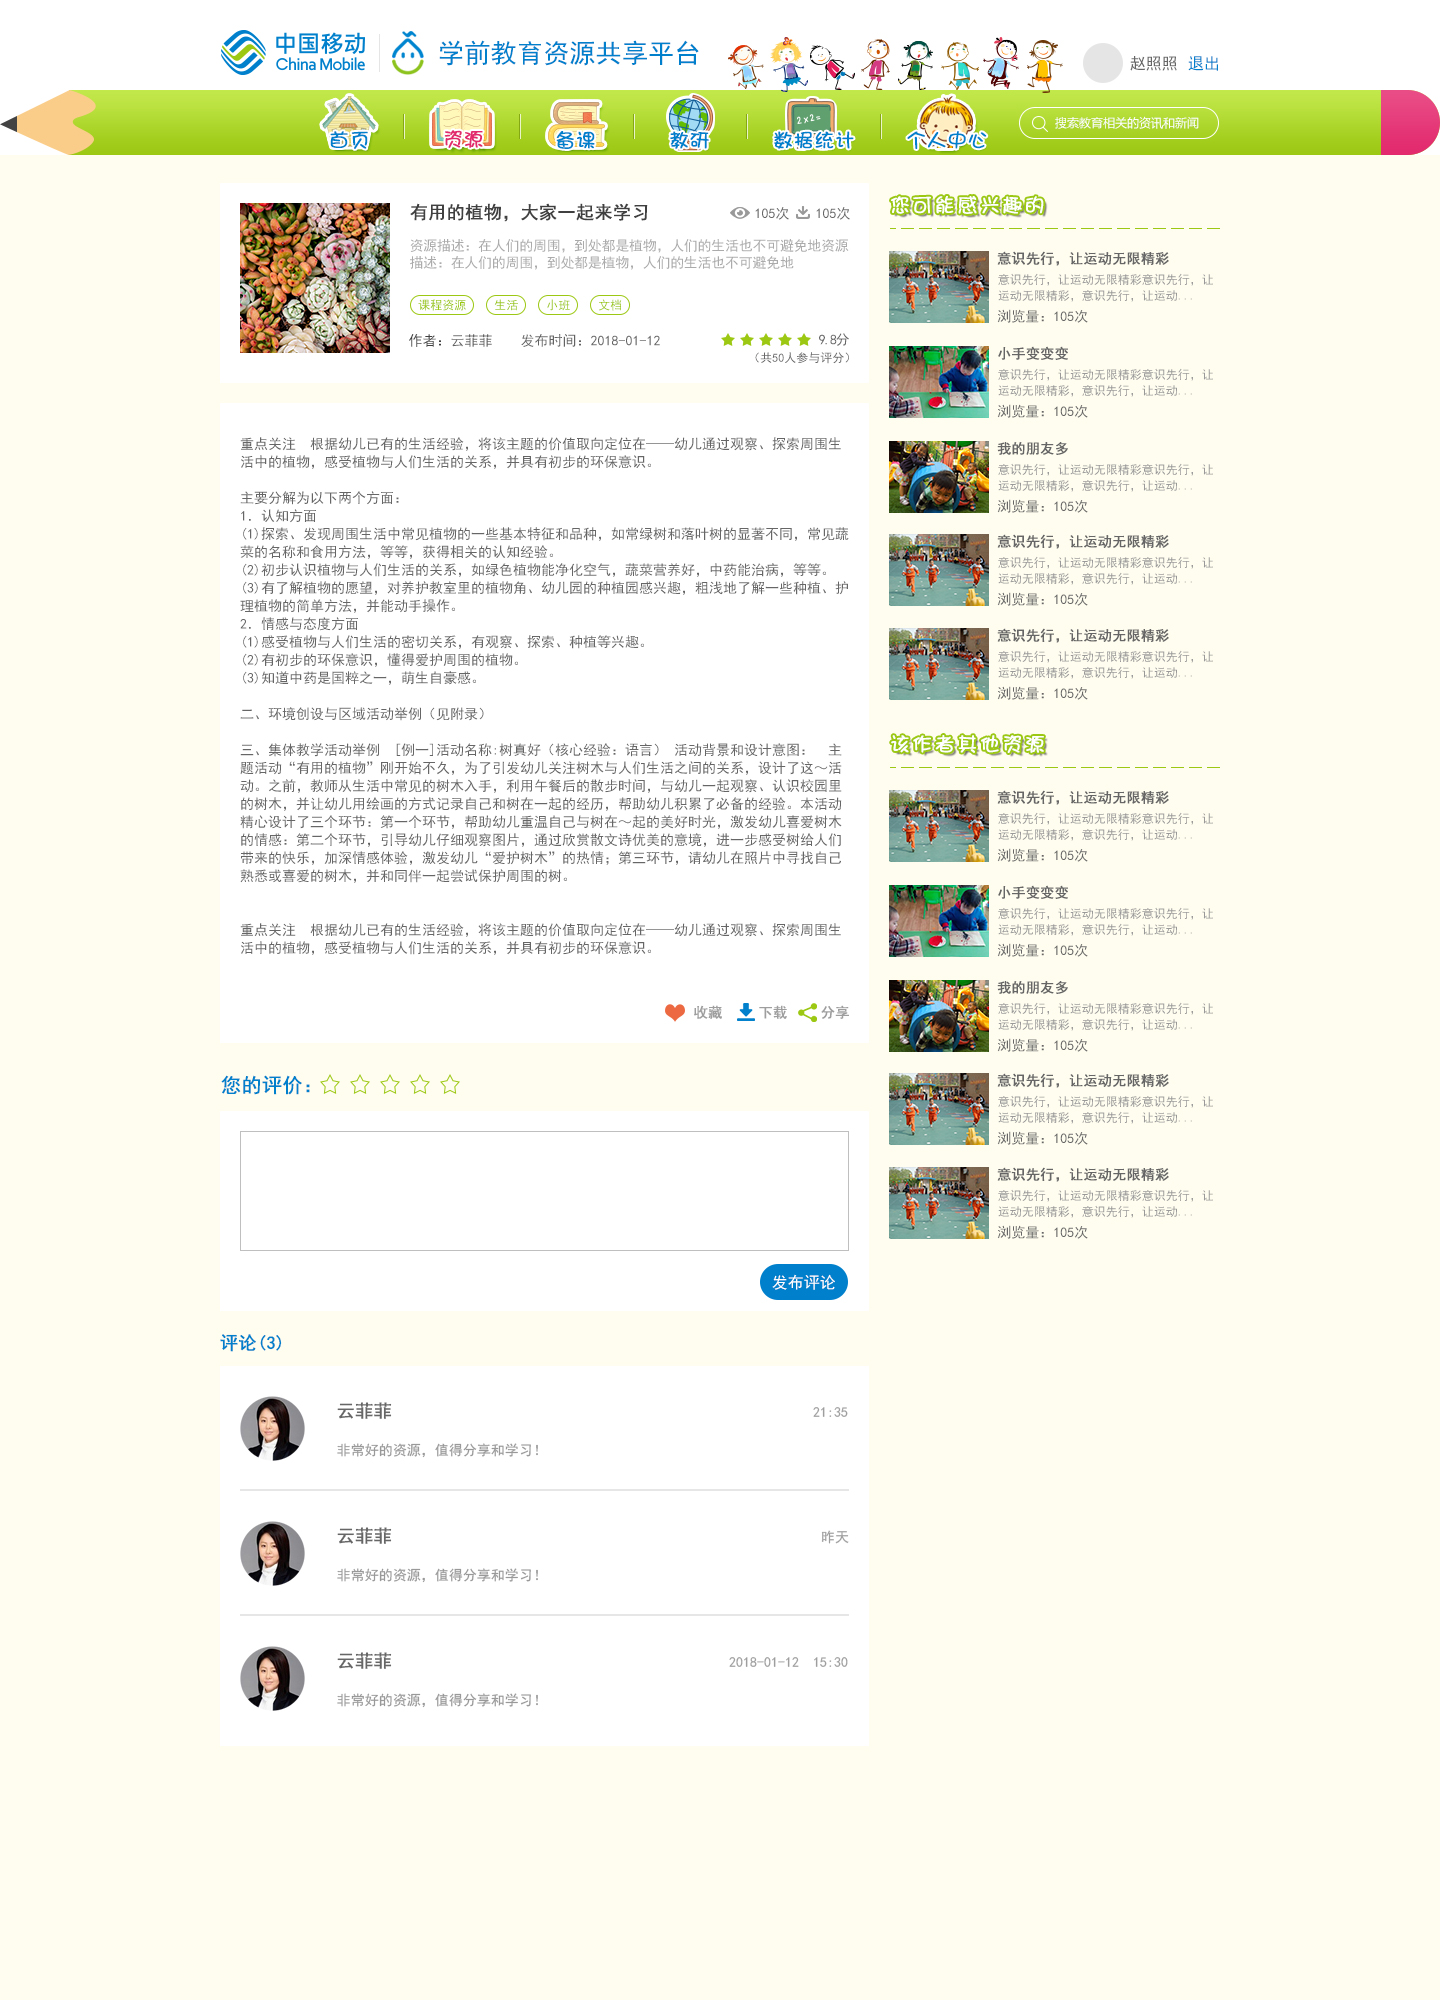 中国移动
China Mobile
学前教育资源共享平台
赵照照 退出
首页 资源 备课 教研 数据统计 个人中心
2x2=
搜索教育相关的资讯和新闻
有用的植物，大家一起来学习
105次 105次
资源描述：在人们的周围，到处都是植物，人们的生活也不可避免地资源
描述：在人们的周围，到处都是植物，人们的生活也不可避免地
课程资源 生活 小班 文档
作者：云菲菲 发布时间：2018-01-12
9.8分
（共50人参与评分）
重点关注　根据幼儿已有的生活经验，将该主题的价值取向定位在——幼儿通过观察、探索周围生
活中的植物，感受植物与人们生活的关系，并具有初步的环保意识。
主要分解为以下两个方面：
1．认知方面
(1)探索、发现周围生活中常见植物的一些基本特征和品种，如常绿树和落叶树的显著不同，常见蔬
菜的名称和食用方法，等等，获得相关的认知经验。
(2)初步认识植物与人们生活的关系，如绿色植物能净化空气，蔬菜营养好，中药能治病，等等。
(3)有了解植物的愿望，对养护教室里的植物角、幼儿园的种植园感兴趣，粗浅地了解一些种植、护
理植物的简单方法，并能动手操作。
2．情感与态度方面
(1)感受植物与人们生活的密切关系，有观察、探索、种植等兴趣。
(2)有初步的环保意识，懂得爱护周围的植物。
(3)知道中药是国粹之一，萌生自豪感。
二、环境创设与区域活动举例（见附录）
三、集体教学活动举例　[例一]活动名称:树真好（核心经验：语言）　活动背景和设计意图：　主
题活动“有用的植物”刚开始不久，为了引发幼儿关注树木与人们生活之间的关系，设计了这～活
动。之前，教师从生活中常见的树木入手，利用午餐后的散步时间，与幼儿一起观察、认识校园里
的树木，并让幼儿用绘画的方式记录自己和树在一起的经历，帮助幼儿积累了必备的经验。本活动
精心设计了三个环节：第一个环节，帮助幼儿重温自己与树在～起的美好时光，激发幼儿喜爱树木
的情感：第二个环节，引导幼儿仔细观察图片，通过欣赏散文诗优美的意境，进一步感受树给人们
带来的快乐，加深情感体验，激发幼儿“爱护树木”的热情；第三环节，请幼儿在照片中寻找自己
熟悉或喜爱的树木，并和同伴一起尝试保护周围的树。
重点关注　根据幼儿已有的生活经验，将该主题的价值取向定位在——幼儿通过观察、探索周围生
活中的植物，感受植物与人们生活的关系，并具有初步的环保意识。
收藏 下载 分享
您的评价：
发布评论
评论(3)
云菲菲 21:35
非常好的资源，值得分享和学习！
云菲菲 昨天
非常好的资源，值得分享和学习！
云菲菲 2018-01-12　15:30
非常好的资源，值得分享和学习！
您可能感兴趣的
意识先行，让运动无限精彩
意识先行，让运动无限精彩意识先行，让
运动无限精彩，意识先行，让运动...
浏览量：105次
小手变变变
意识先行，让运动无限精彩意识先行，让
运动无限精彩，意识先行，让运动...
浏览量：105次
我的朋友多
意识先行，让运动无限精彩意识先行，让
运动无限精彩，意识先行，让运动...
浏览量：105次
意识先行，让运动无限精彩
意识先行，让运动无限精彩意识先行，让
运动无限精彩，意识先行，让运动...
浏览量：105次
意识先行，让运动无限精彩
意识先行，让运动无限精彩意识先行，让
运动无限精彩，意识先行，让运动...
浏览量：105次
该作者其他资源
意识先行，让运动无限精彩
意识先行，让运动无限精彩意识先行，让
运动无限精彩，意识先行，让运动...
浏览量：105次
小手变变变
意识先行，让运动无限精彩意识先行，让
运动无限精彩，意识先行，让运动...
浏览量：105次
我的朋友多
意识先行，让运动无限精彩意识先行，让
运动无限精彩，意识先行，让运动...
浏览量：105次
意识先行，让运动无限精彩
意识先行，让运动无限精彩意识先行，让
运动无限精彩，意识先行，让运动...
浏览量：105次
意识先行，让运动无限精彩
意识先行，让运动无限精彩意识先行，让
运动无限精彩，意识先行，让运动...
浏览量：105次